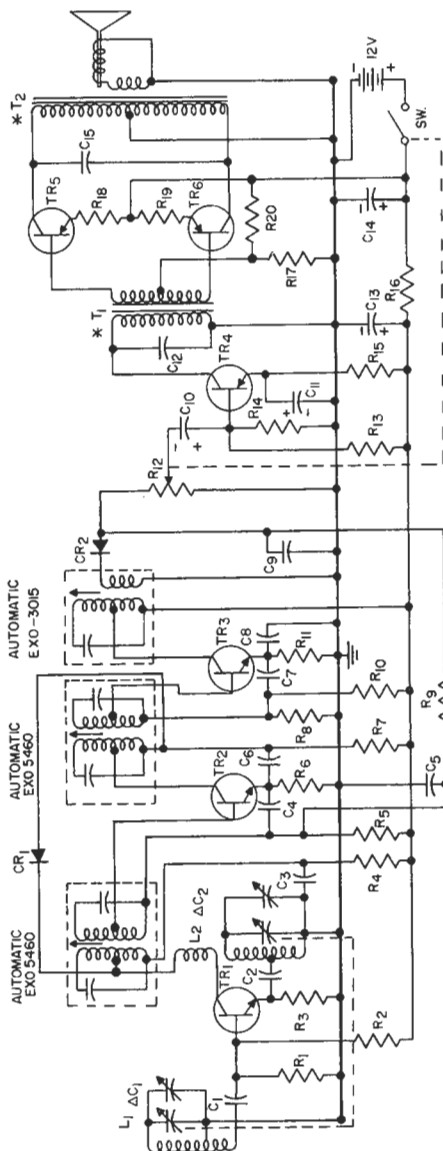 AUTOMATIC
EXO 5460
CR1
AUTOMATIC
EXO 5460
AUTOMATIC
EXO-3015
CR2
R12
* T1
* T2
L1
ΔC1
C1
R1
R2
TR1
R3
L2
ΔC2
C2
C3
R4
R5
TR2
C4
C6
R6
R7
R8
TR3
C7
C8
R11
R10
C5
R9
C9
C10
- +
TR4
R14
C11
+ -
R13
R15
C12
C13
- +
R16
R17
R20
TR5
R18
R19
TR6
C15
C14
- +
- +
12V
SW.